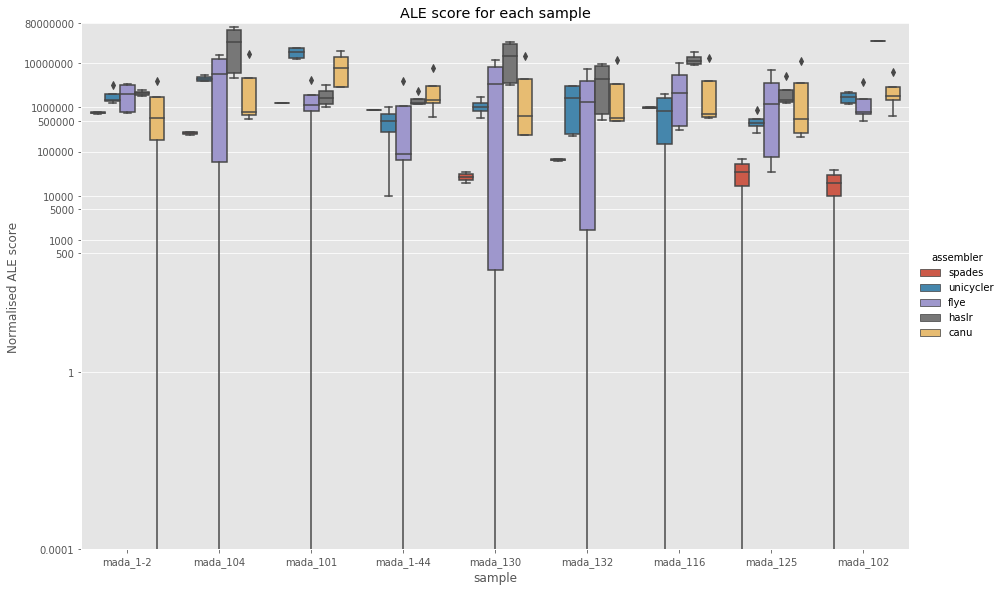 ALE score for each sample
80000000
10000000
1000000
500000
100000
10000
5000
1000
500
1
0.0001
Normalised ALE score
mada_1-2 mada_104 mada_101 mada_1-44 mada_130 mada_132 mada_116 mada_125 mada_102
sample
assembler
spades
unicycler
flye
haslr
canu